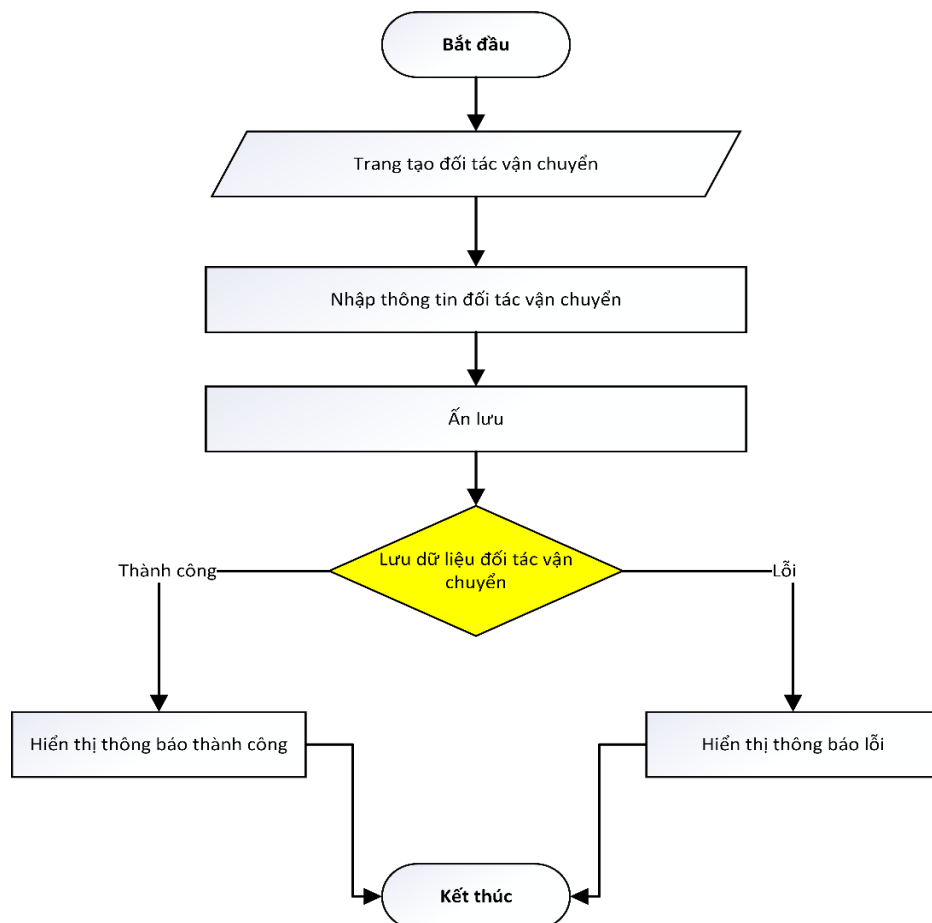 Bắt đầu
Trang tạo đối tác vận chuyển
Nhập thông tin đối tác vận chuyển
Ấn lưu
Lưu dữ liệu đối tác vận
chuyển
Thành công
Lỗi
Hiển thị thông báo thành công
Hiển thị thông báo lỗi
Kết thúc